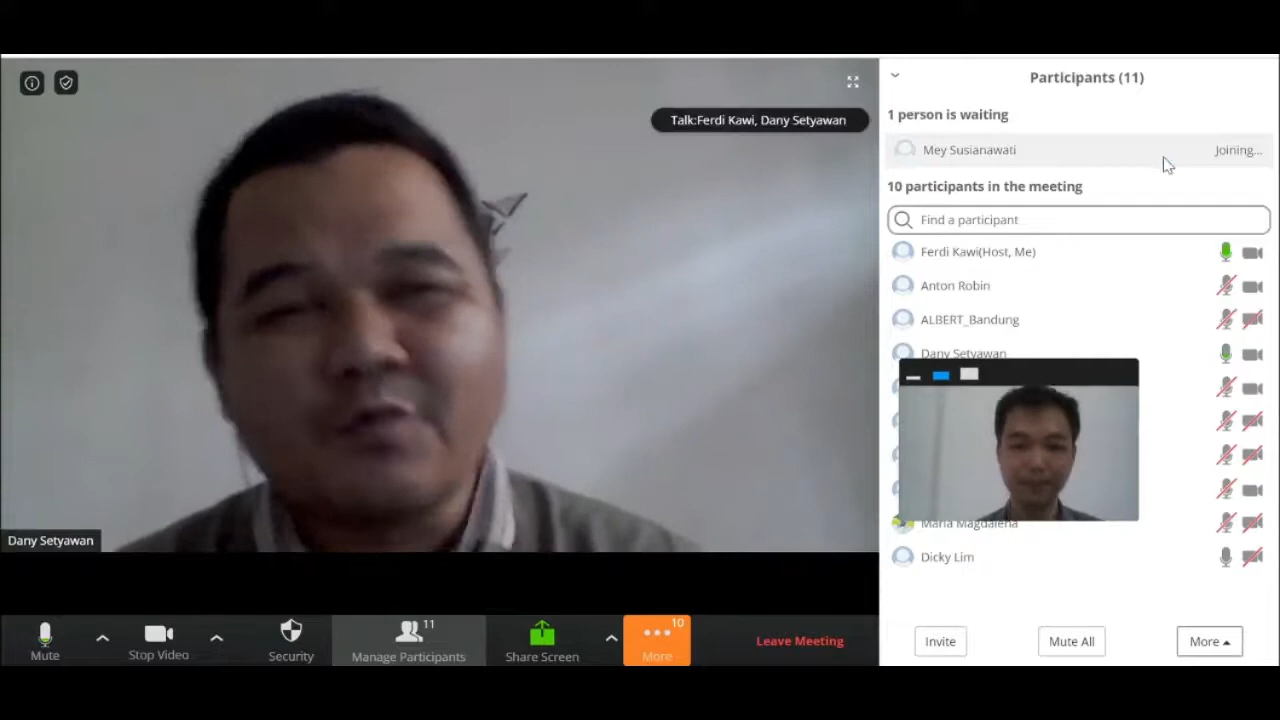 Participants (11)
Talk:Ferdi Kawi, Dany Setyawan
1 person is waiting
Mey Susianawati
Joining...
10 participants in the meeting
Find a participant
Ferdi Kawi(Host, Me)
Anton Robin
ALBERT_Bandung
Dany Setyawan
Maria Magdalena
Dicky Lim
Dany Setyawan
Mute
Stop Video
Security
11
Manage Participants
Share Screen
10
More
Leave Meeting
Invite
Mute All
More